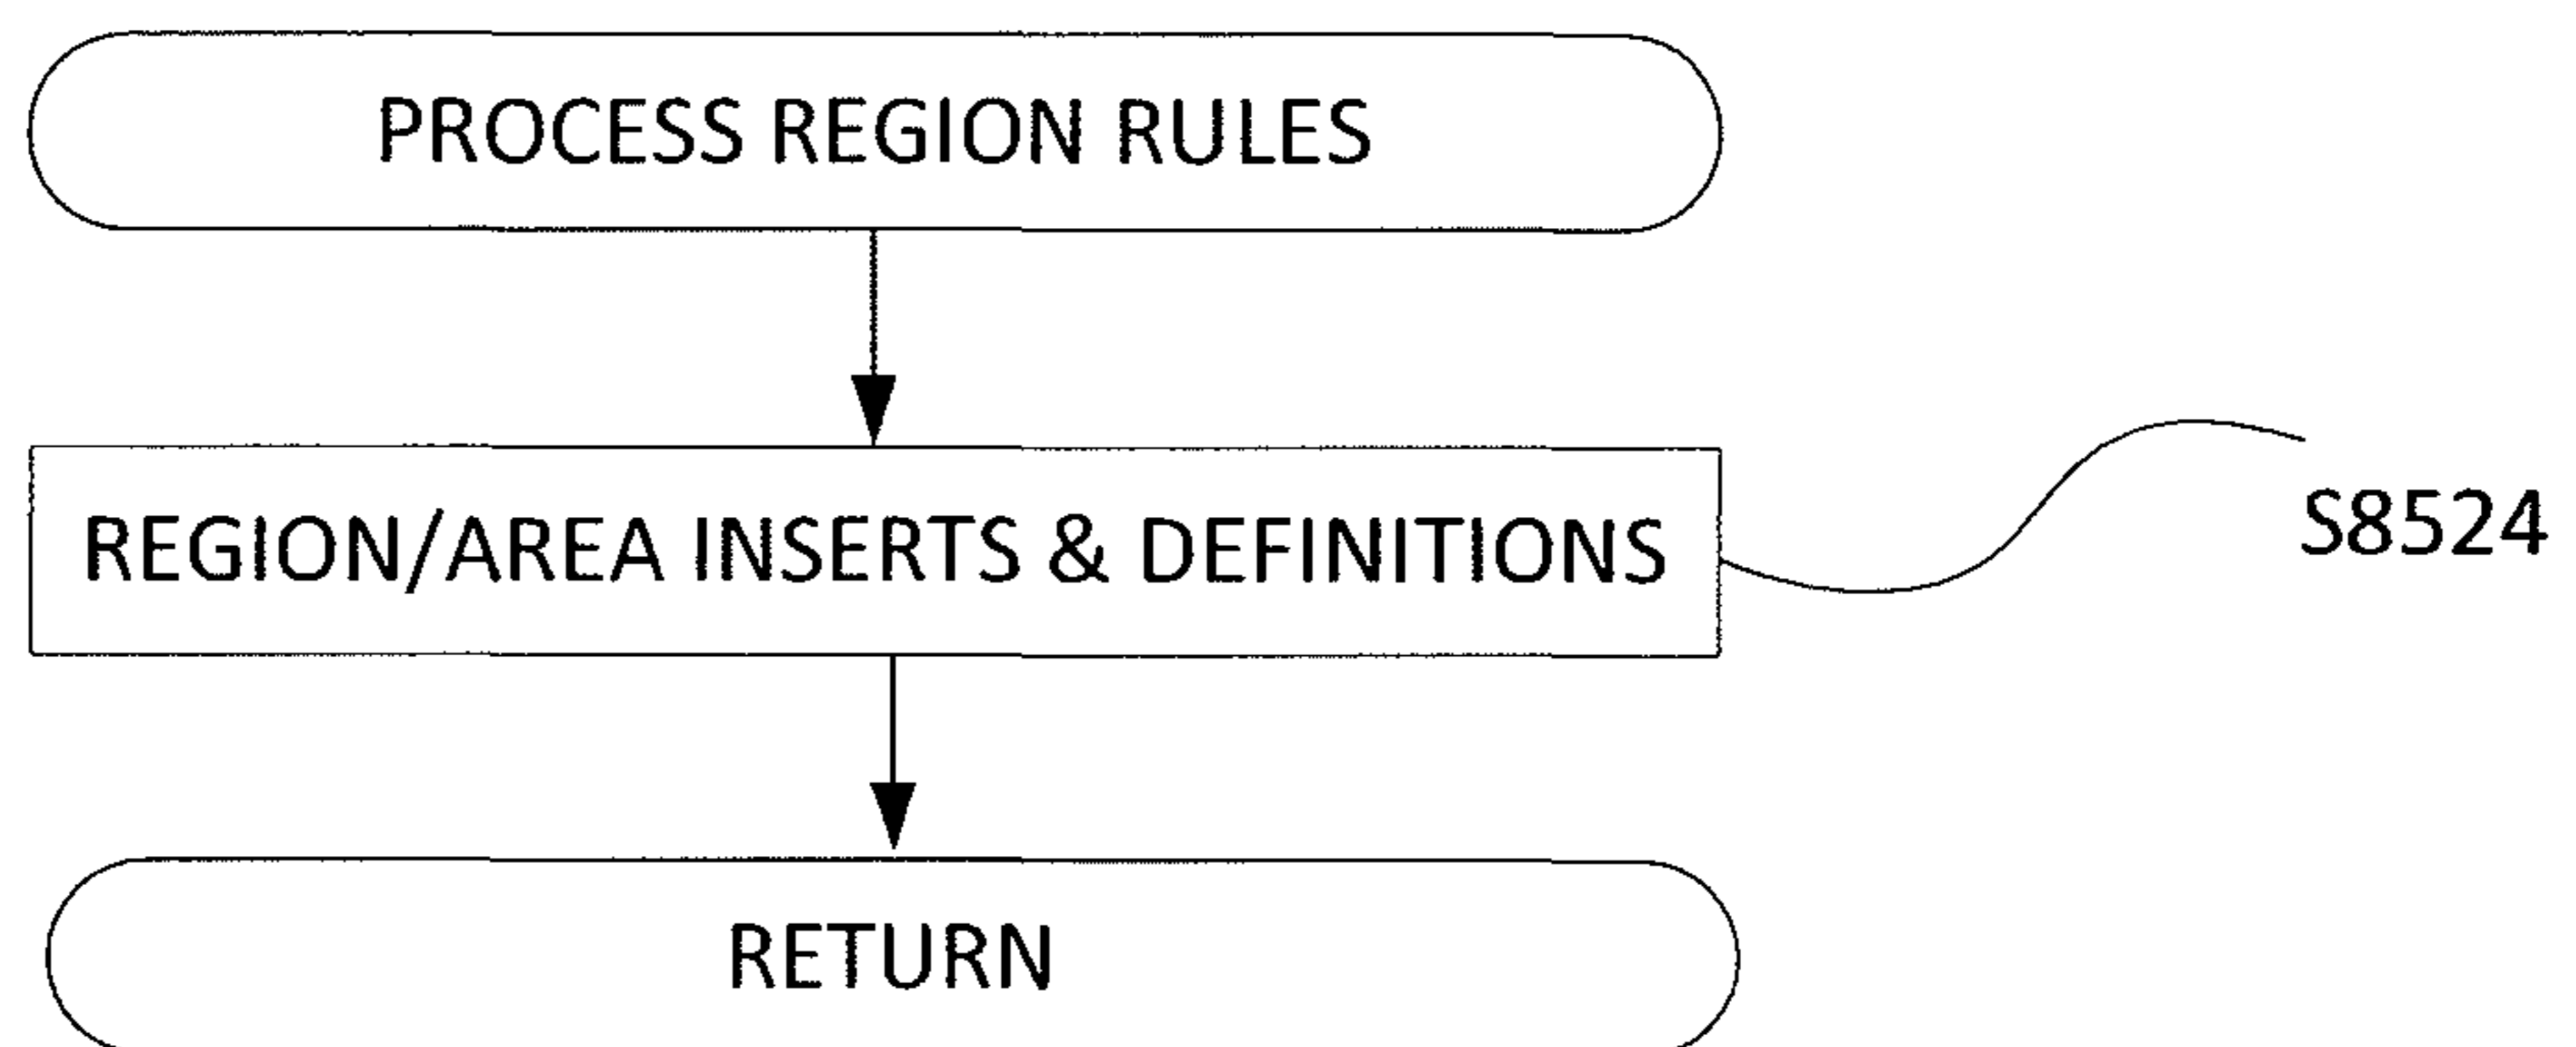 PROCESS REGION RULES
REGION/AREA INSERTS & DEFINITIONS
S8524
RETURN